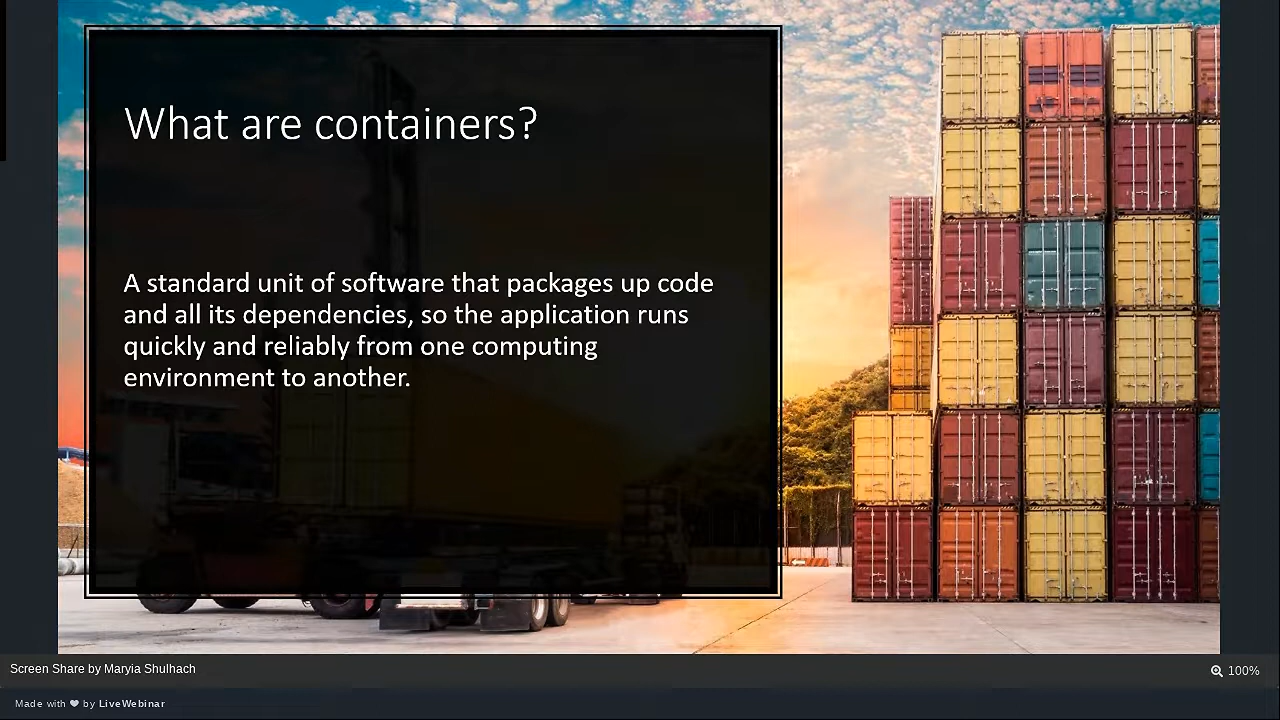 What are containers?
A standard unit of software that packages up code
and all its dependencies, so the application runs
quickly and reliably from one computing
environment to another.
Screen Share by Maryia Shulhach
100%
Made with ♥ by LiveWebinar